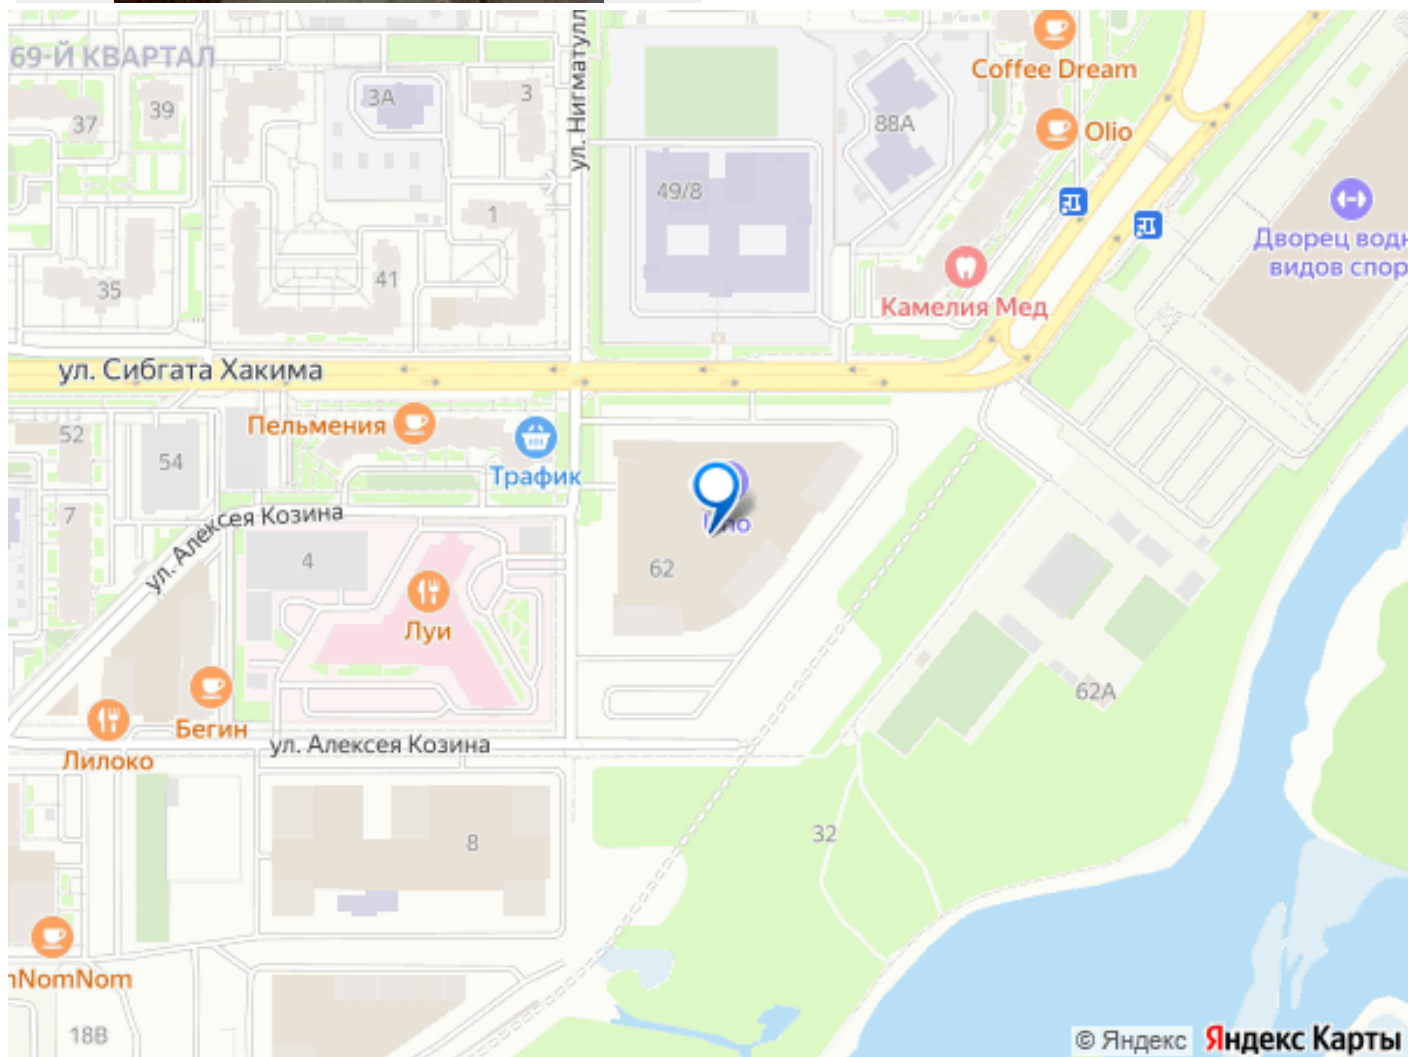 69-Й КВАРТАЛ
ул. Нигматулл
Coffee Dream
3А
3
39
37
88А
Olio
49/8
1
Дворец водн
видов спор
35
41
Камелия Мед
ул. Сибгата Хакима
Пельмения
52
54
Трафик
7
ул. Алексея Козина
4
62
Луи
62А
Бегин
ул. Алексея Козина
Лилоко
32
8
nNomNom
18В
© Яндекс Яндекс Карты